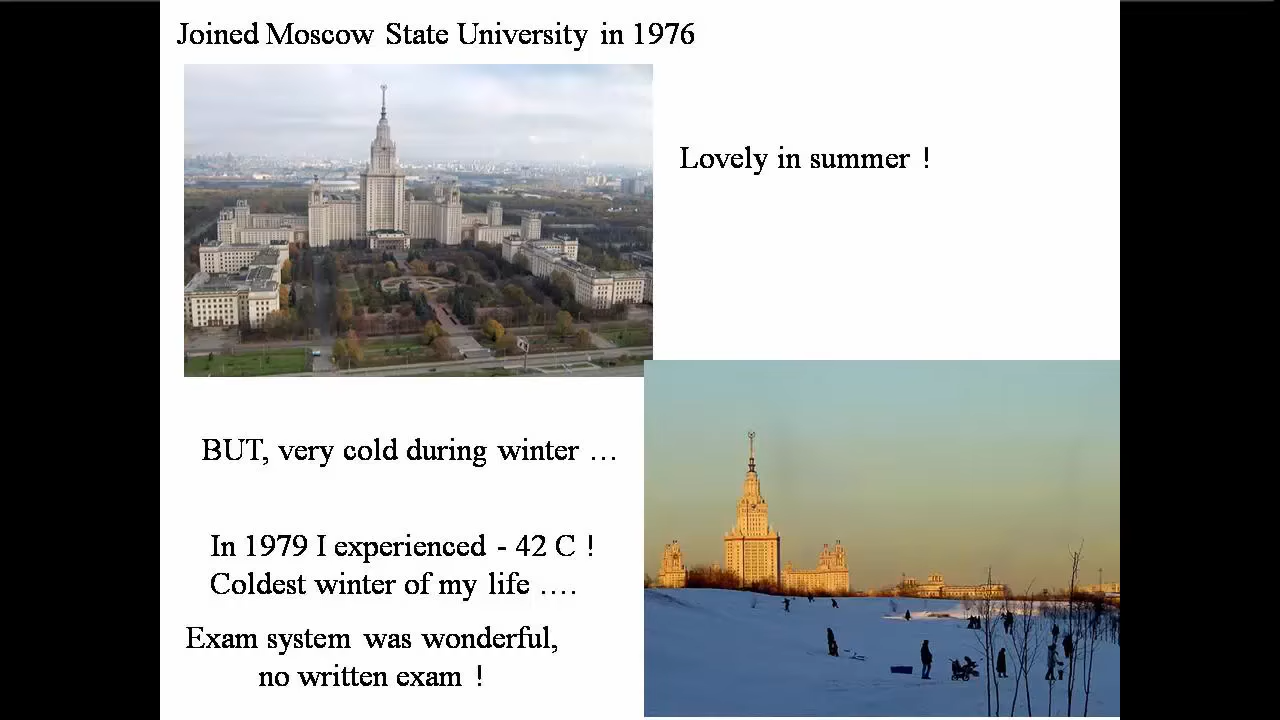 Joined Moscow State University in 1976
Lovely in summer !
BUT, very cold during winter …
In 1979 I experienced - 42 C !
Coldest winter of my life ….
Exam system was wonderful,
no written exam !